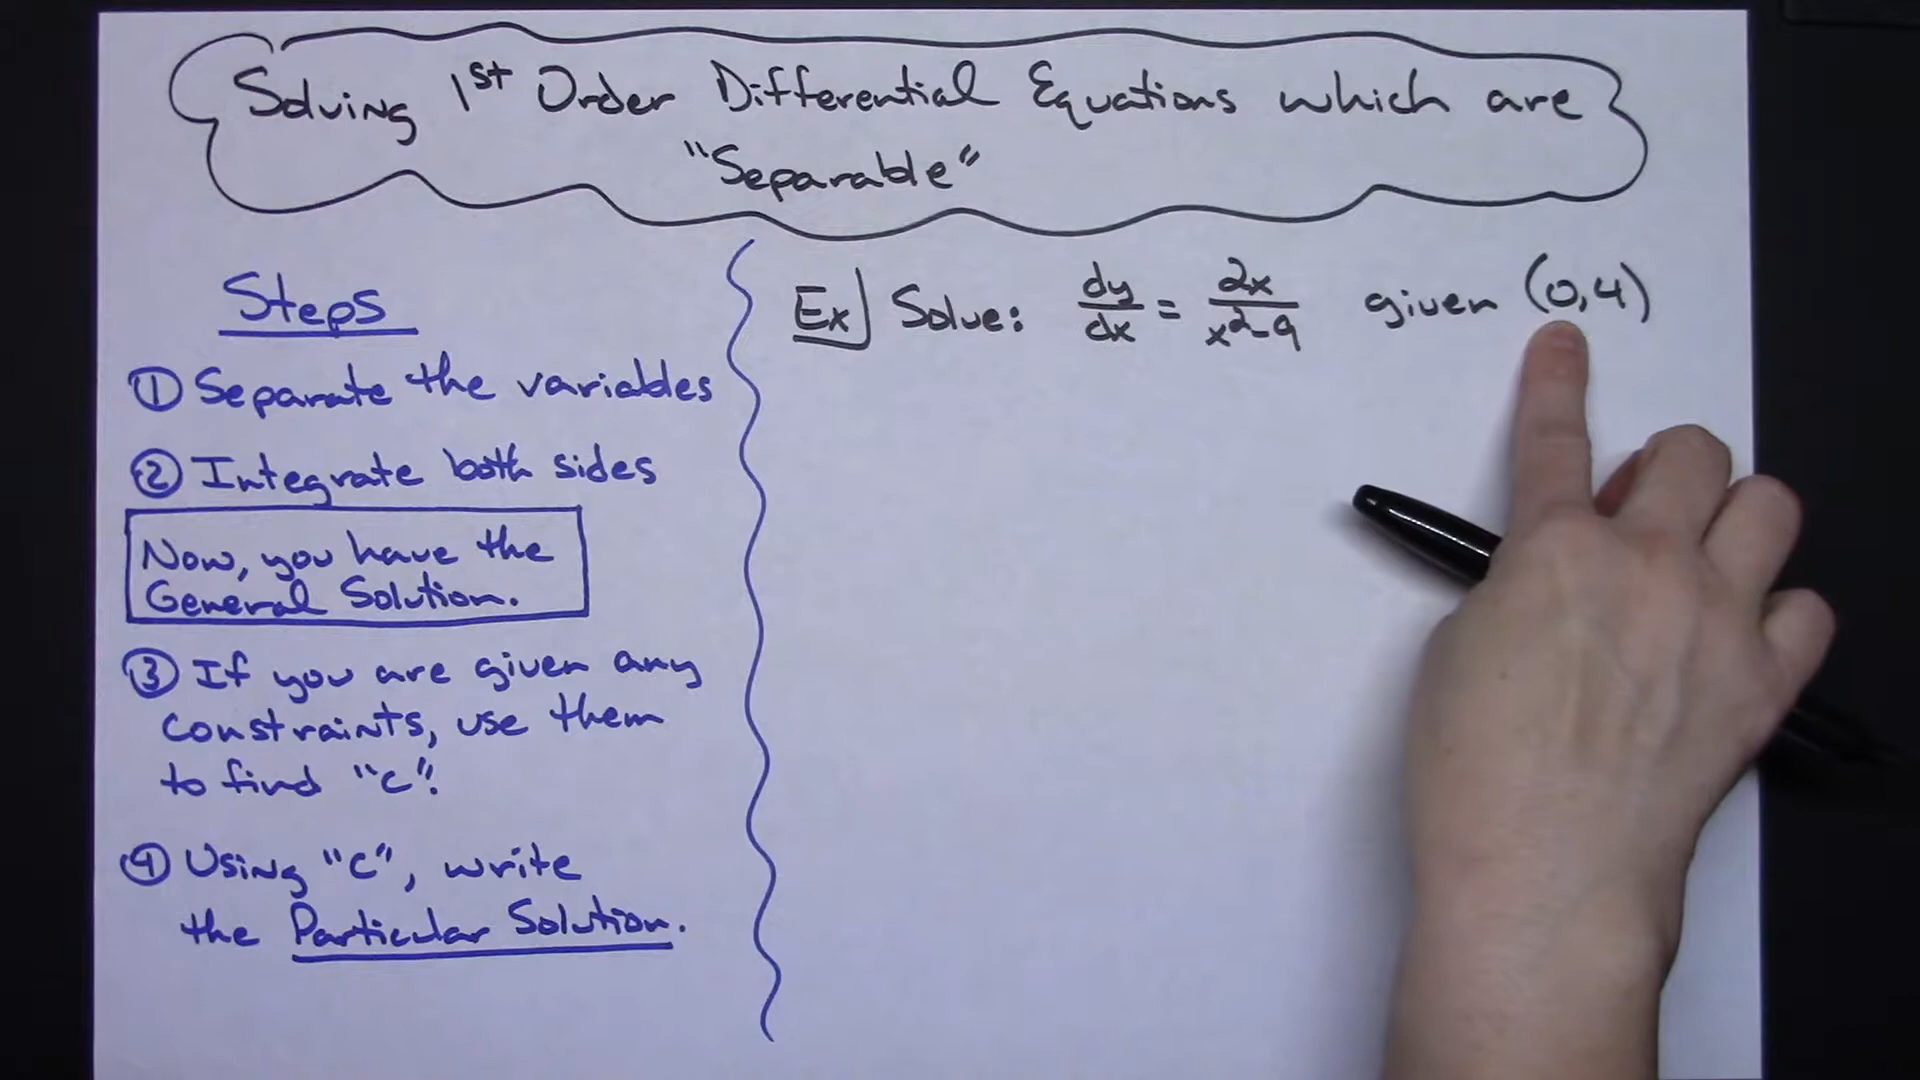 Solving 1st Order Differential Equations which are
"Separable"
Steps
① Separate the variables
② Integrate both sides
Now, you have the
General Solution.
③ If you are given any
constraints, use them
to find "c".
④ Using "c", write
the Particular Solution.
Ex] Solve: dy/dx = 2x/(x²-9) given (0,4)